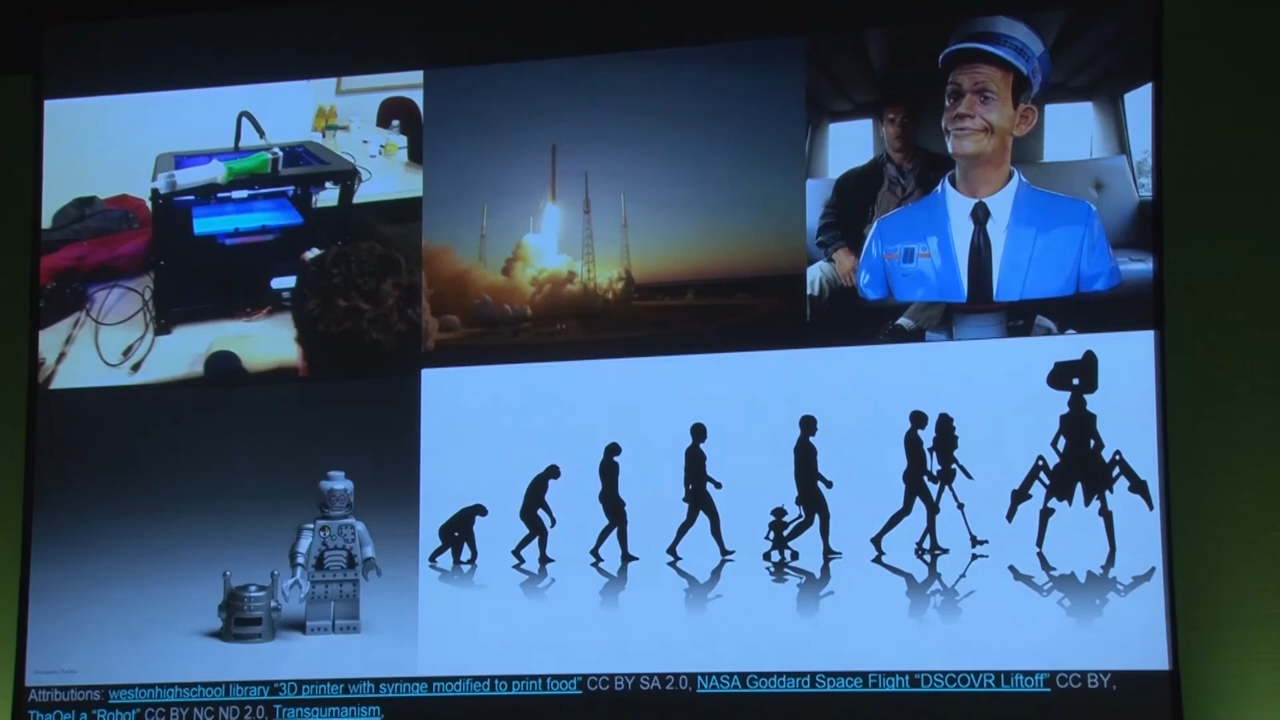 Attributions: westonhighschool library “3D printer with syringe modified to print food” CC BY SA 2.0, NASA Goddard Space Flight “DSCOVR Liftoff” CC BY,
ThaQeLa “Robot” CC BY NC ND 2.0, Transgumanism,